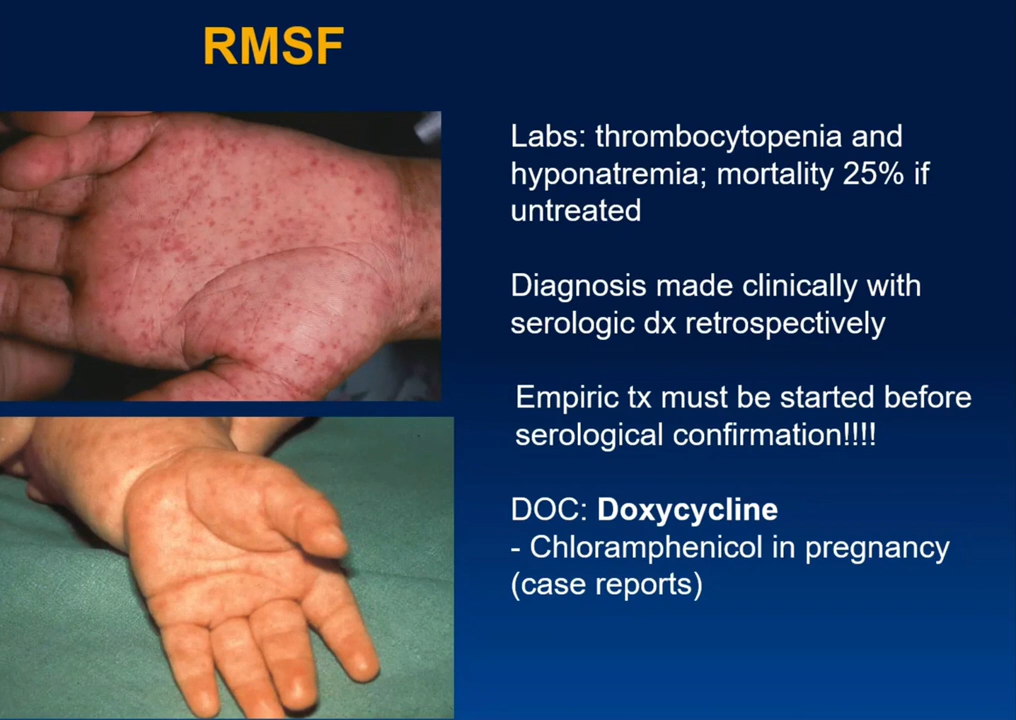 RMSF
Labs: thrombocytopenia and
hyponatremia; mortality 25% if
untreated
Diagnosis made clinically with
serologic dx retrospectively
Empiric tx must be started before
serological confirmation!!!!
DOC: Doxycycline
- Chloramphenicol in pregnancy
(case reports)